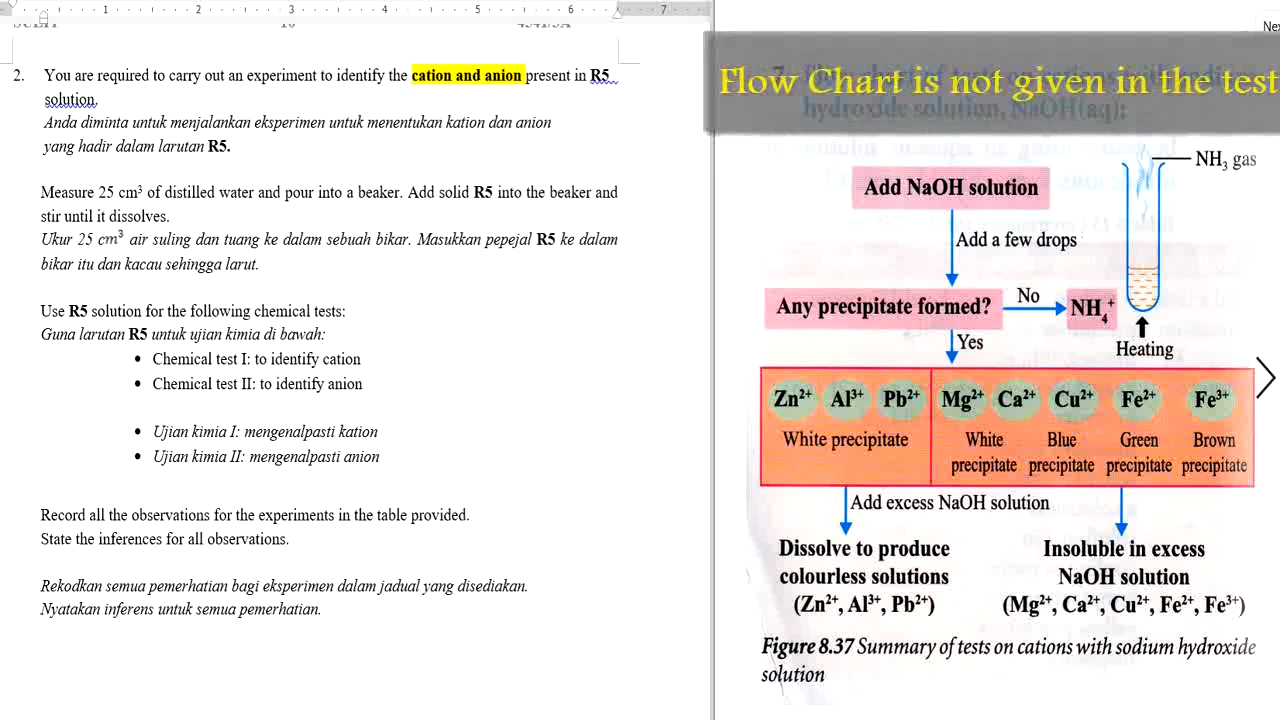 1 2 3 4 5 6 7
2. You are required to carry out an experiment to identify the cation and anion present in R5
solution.
Anda diminta untuk menjalankan eksperimen untuk menentukan kation dan anion
yang hadir dalam larutan R5.
Measure 25 cm³ of distilled water and pour into a beaker. Add solid R5 into the beaker and
stir until it dissolves.
Ukur 25 cm³ air suling dan tuang ke dalam sebuah bikar. Masukkan pepejal R5 ke dalam
bikar itu dan kacau sehingga larut.
Use R5 solution for the following chemical tests:
Guna larutan R5 untuk ujian kimia di bawah:
• Chemical test I: to identify cation
• Chemical test II: to identify anion
• Ujian kimia I: mengenalpasti kation
• Ujian kimia II: mengenalpasti anion
Record all the observations for the experiments in the table provided.
State the inferences for all observations.
Rekodkan semua pemerhatian bagi eksperimen dalam jadual yang disediakan.
Nyatakan inferens untuk semua pemerhatian.
Flow Chart is not given in the test
hydroxide solution, NaOH(aq):
NH₃ gas
Add NaOH solution
Add a few drops
Any precipitate formed?
No
NH₄⁺
Yes
Heating
Zn²⁺ Al³⁺ Pb²⁺ Mg²⁺ Ca²⁺ Cu²⁺ Fe²⁺ Fe³⁺
White precipitate
White Blue Green Brown
precipitate precipitate precipitate precipitate
Add excess NaOH solution
Dissolve to produce
colourless solutions
(Zn²⁺, Al³⁺, Pb²⁺)
Insoluble in excess
NaOH solution
(Mg²⁺, Ca²⁺, Cu²⁺, Fe²⁺, Fe³⁺)
Figure 8.37 Summary of tests on cations with sodium hydroxide
solution